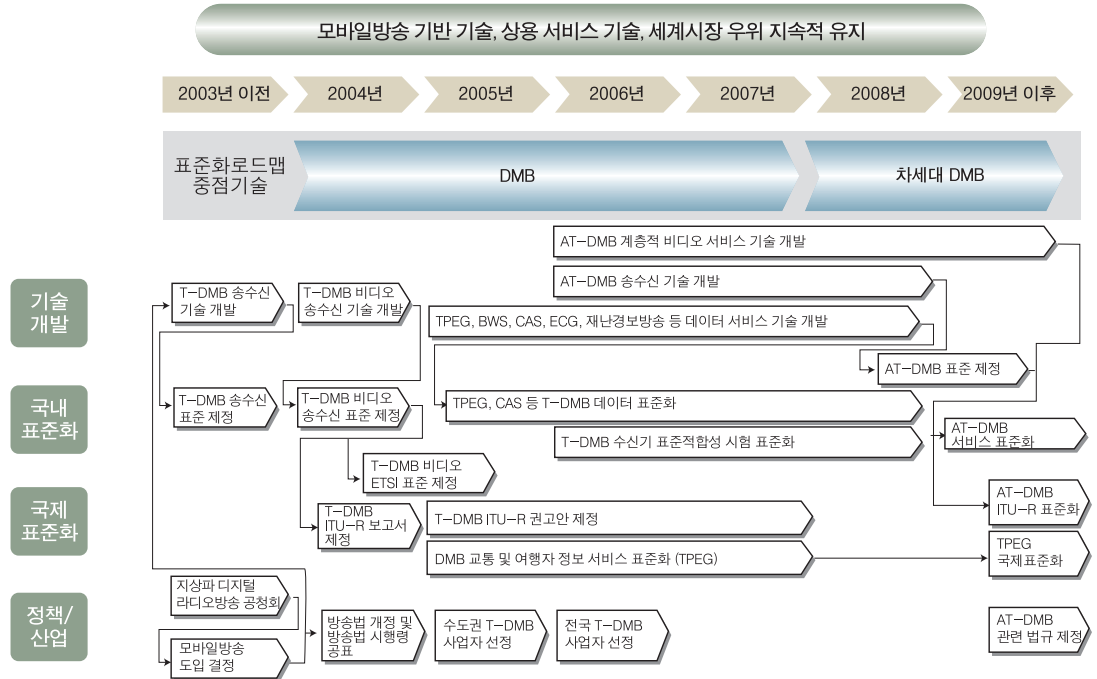 모바일방송 기반 기술, 상용 서비스 기술, 세계시장 우위 지속적 유지
2003년 이전
2004년
2005년
2006년
2007년
2008년
2009년 이후
표준화로드맵
중점기술
DMB
차세대 DMB
기술
개발
AT-DMB 계층적 비디오 서비스 기술 개발
AT-DMB 송수신 기술 개발
T-DMB 송수신
기술 개발
T-DMB 비디오
송수신 기술 개발
TPEG, BWS, CAS, ECG, 재난경보방송 등 데이터 서비스 기술 개발
AT-DMB 표준 제정
국내
표준화
T-DMB 송수신
표준 제정
T-DMB 비디오
송수신 표준 제정
TPEG, CAS 등 T-DMB 데이터 표준화
T-DMB 수신기 표준적합성 시험 표준화
AT-DMB
서비스 표준화
국제
표준화
T-DMB 비디오
ETSI 표준 제정
T-DMB
ITU-R 보고서
제정
T-DMB ITU-R 권고안 제정
AT-DMB
ITU-R 표준화
DMB 교통 및 여행자 정보 서비스 표준화 (TPEG)
TPEG
국제표준화
정책/
산업
지상파 디지털
라디오방송 공청회
모바일방송
도입 결정
방송법 개정 및
방송법 시행령
공표
수도권 T-DMB
사업자 선정
전국 T-DMB
사업자 선정
AT-DMB
관련 법규 제정